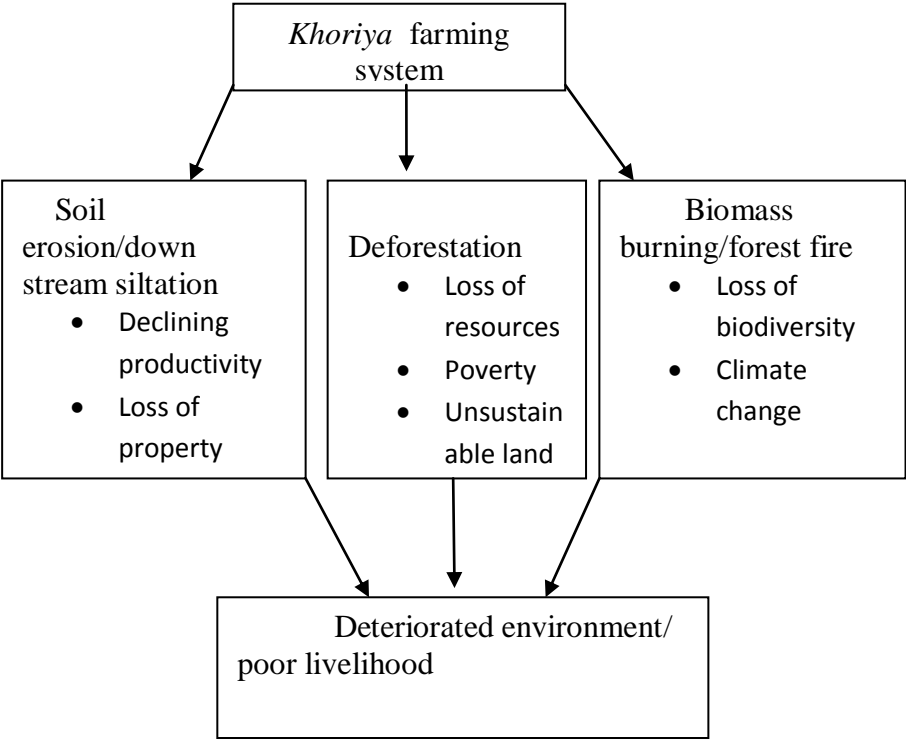 Khoriya farming
system
Soil
erosion/down
stream siltation
• Declining
productivity
• Loss of
property
Deforestation
• Loss of
resources
• Poverty
• Unsustain
able land
Biomass
burning/forest fire
• Loss of
biodiversity
• Climate
change
Deteriorated environment/
poor livelihood